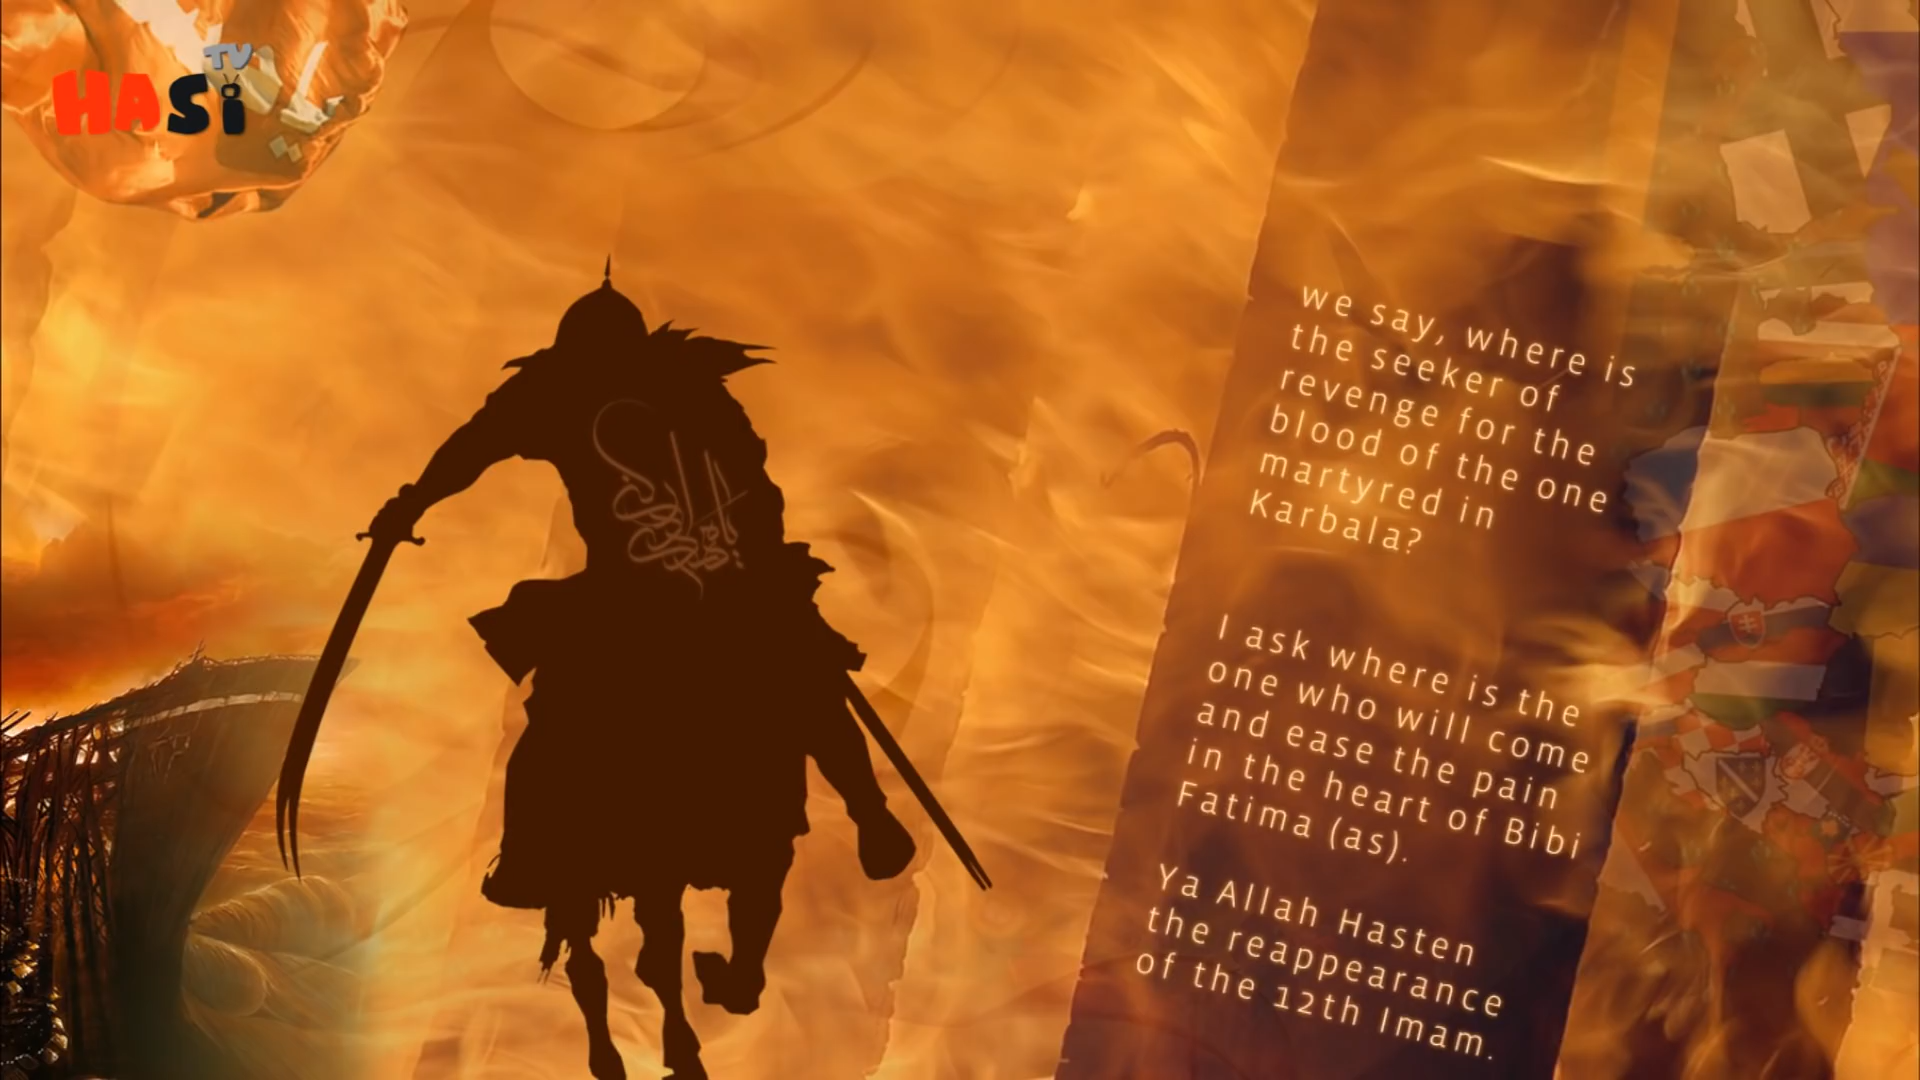 TV
HASi
we say, where is
the seeker of
revenge for the
blood of the one
martyred in
Karbala?
I ask where is the
one who will come
and ease the pain
in the heart of Bibi
Fatima (as).
Ya Allah Hasten
the reappearance
of the 12th Imam.